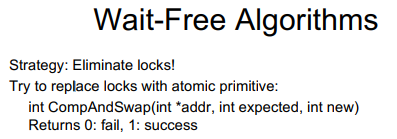 Wait-Free Algorithms
Strategy: Eliminate locks!
Try to replace locks with atomic primitive:
int CompAndSwap(int *addr, int expected, int new)
Returns 0: fail, 1: success